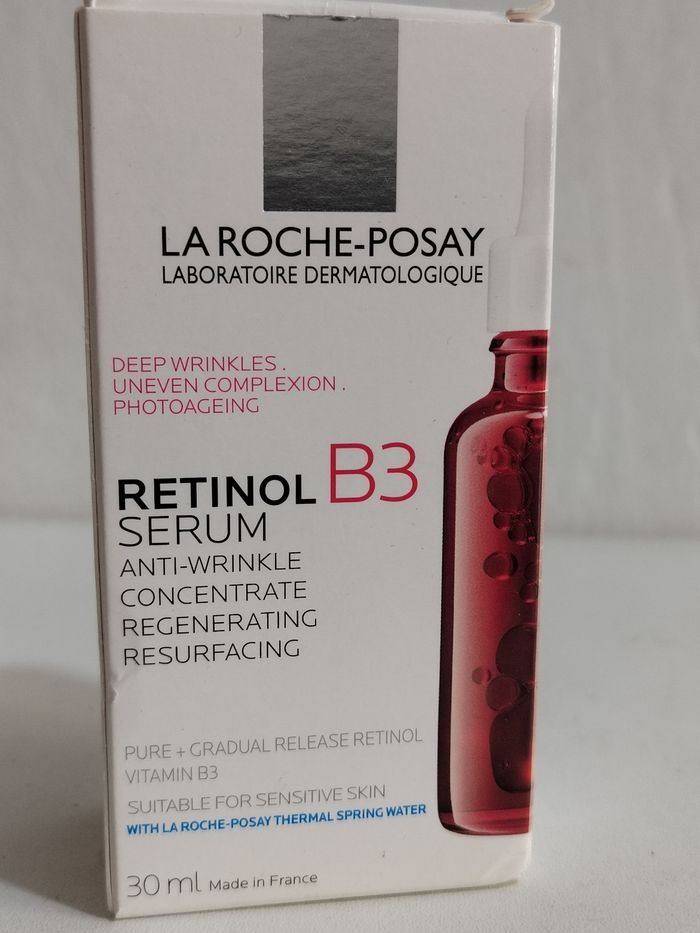 LA ROCHE-POSAY
LABORATOIRE DERMATOLOGIQUE
DEEP WRINKLES .
UNEVEN COMPLEXION .
PHOTOAGEING
RETINOL B3
SERUM
ANTI-WRINKLE
CONCENTRATE
REGENERATING
RESURFACING
PURE + GRADUAL RELEASE RETINOL
VITAMIN B3
SUITABLE FOR SENSITIVE SKIN
WITH LA ROCHE-POSAY THERMAL SPRING WATER
30 ml Made in France